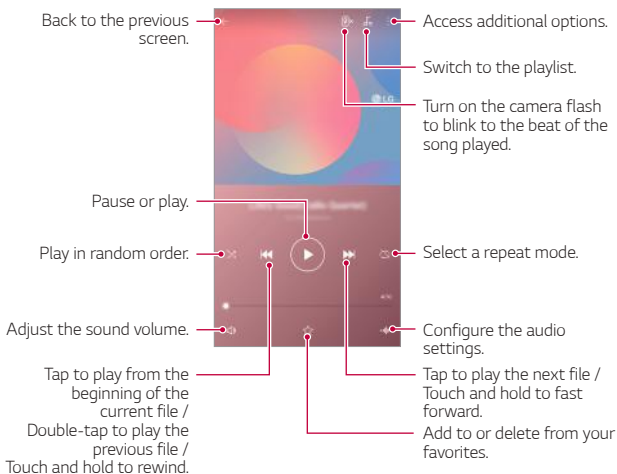 Back to the previous
screen.
Access additional options.
Switch to the playlist.
Turn on the camera flash
to blink to the beat of the
song played.
LG
Pause or play.
Play in random order.
Select a repeat mode.
Adjust the sound volume.
Configure the audio
settings.
Tap to play from the
beginning of the
current file /
Double-tap to play the
previous file /
Touch and hold to rewind.
Tap to play the next file /
Touch and hold to fast
forward.
Add to or delete from your
favorites.